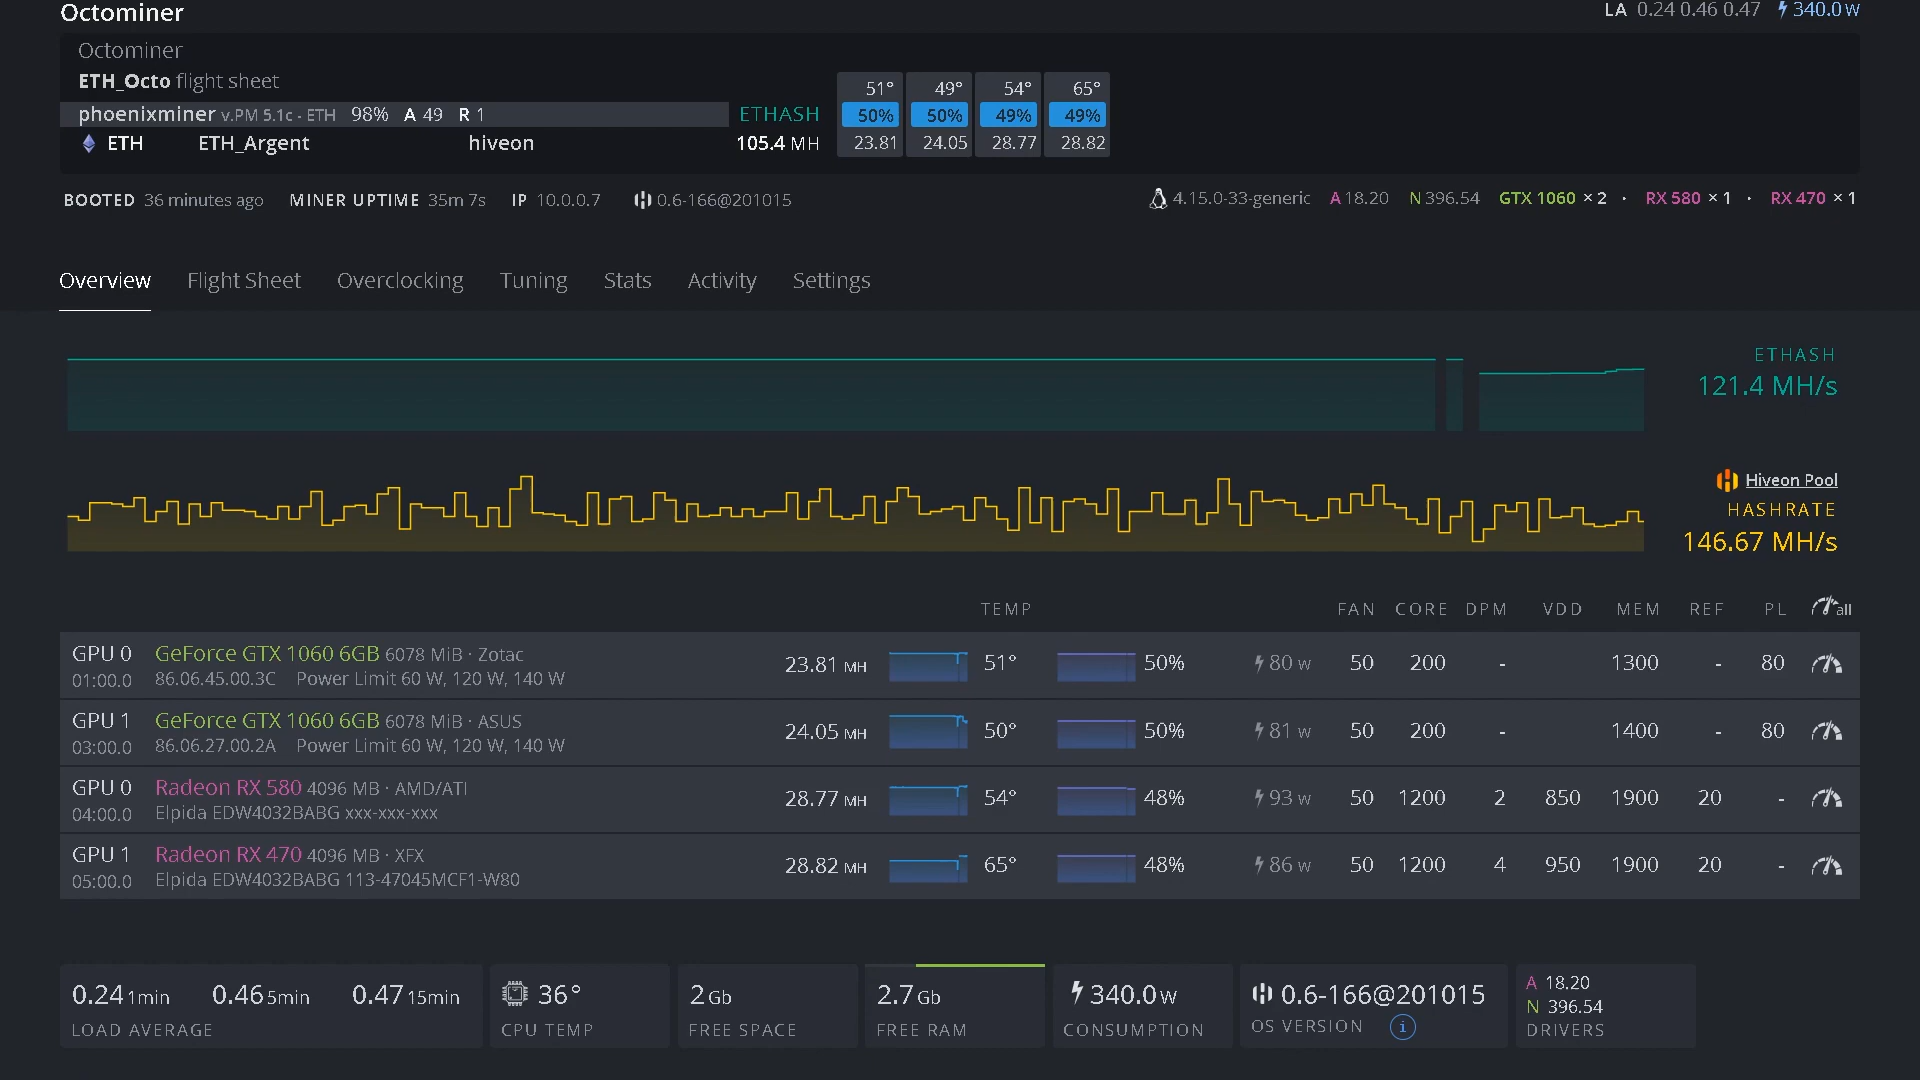 Octominer
LA 0.24 0.46 0.47 340.0 W
Octominer
ETH_Octo flight sheet
phoenixminer v.PM 5.1c - ETH 98% A 49 R 1
ETHASH
ETH ETH_Argent hiveon 105.4 MH
51° 49° 54° 65°
50% 50% 49% 49%
23.81 24.05 28.77 28.82
BOOTED 36 minutes ago MINER UPTIME 35m 7s IP 10.0.0.7 0.6-166@201015
4.15.0-33-generic A 18.20 N 396.54 GTX 1060 × 2 · RX 580 × 1 · RX 470 × 1
Overview Flight Sheet Overclocking Tuning Stats Activity Settings
ETHASH
121.4 MH/s
Hiveon Pool
HASHRATE
146.67 MH/s
TEMP FAN CORE DPM VDD MEM REF PL all
GPU 0 GeForce GTX 1060 6GB 6078 MiB · Zotac
01:00.0 86.06.45.00.3C Power Limit 60 W, 120 W, 140 W
23.81 MH 51° 50% 80 W 50 200 - 1300 - 80
GPU 1 GeForce GTX 1060 6GB 6078 MiB · ASUS
03:00.0 86.06.27.00.2A Power Limit 60 W, 120 W, 140 W
24.05 MH 50° 50% 81 W 50 200 - 1400 - 80
GPU 0 Radeon RX 580 4096 MB · AMD/ATI
04:00.0 Elpida EDW4032BABG xxx-xxx-xxx
28.77 MH 54° 48% 93 W 50 1200 2 850 1900 20 -
GPU 1 Radeon RX 470 4096 MB · XFX
05:00.0 Elpida EDW4032BABG 113-47045MCF1-W80
28.82 MH 65° 48% 86 W 50 1200 4 950 1900 20 -
0.24 1min 0.46 5min 0.47 15min
LOAD AVERAGE
36°
CPU TEMP
2 Gb
FREE SPACE
2.7 Gb
FREE RAM
340.0 W
CONSUMPTION
0.6-166@201015
OS VERSION i
A 18.20
N 396.54
DRIVERS